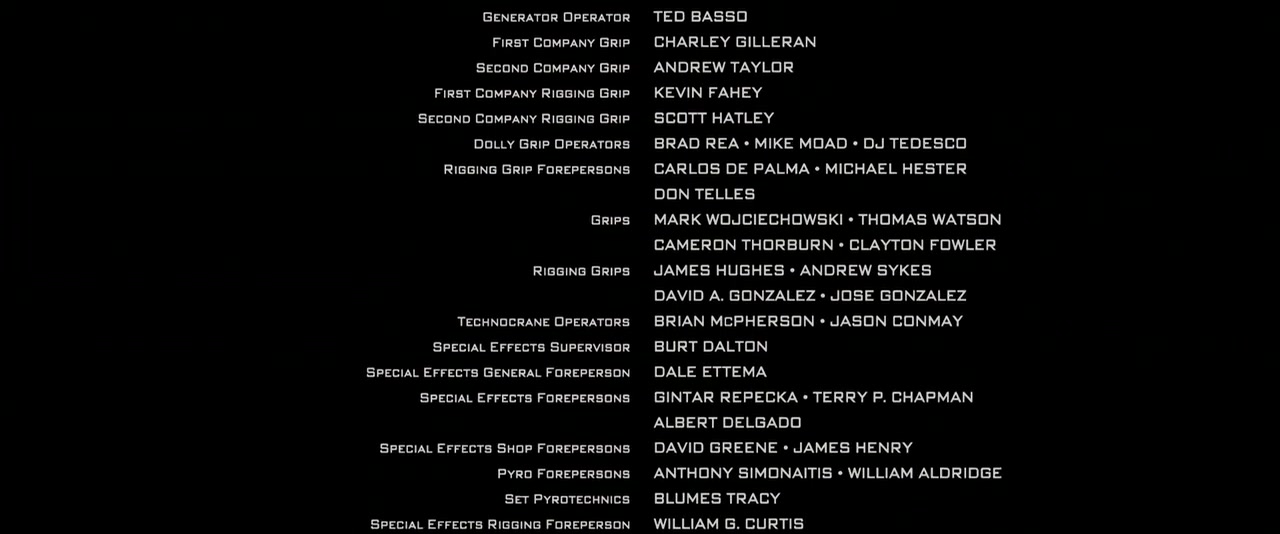 Generator Operator TED BASSO
First Company Grip CHARLEY GILLERAN
Second Company Grip ANDREW TAYLOR
First Company Rigging Grip KEVIN FAHEY
Second Company Rigging Grip SCOTT HATLEY
Dolly Grip Operators BRAD REA • MIKE MOAD • DJ TEDESCO
Rigging Grip Forepersons CARLOS DE PALMA • MICHAEL HESTER
DON TELLES
Grips MARK WOJCIECHOWSKI • THOMAS WATSON
CAMERON THORBURN • CLAYTON FOWLER
Rigging Grips JAMES HUGHES • ANDREW SYKES
DAVID A. GONZALEZ • JOSE GONZALEZ
Technocrane Operators BRIAN McPHERSON • JASON CONMAY
Special Effects Supervisor BURT DALTON
Special Effects General Foreperson DALE ETTEMA
Special Effects Forepersons GINTAR REPECKA • TERRY P. CHAPMAN
ALBERT DELGADO
Special Effects Shop Forepersons DAVID GREENE • JAMES HENRY
Pyro Forepersons ANTHONY SIMONAITIS • WILLIAM ALDRIDGE
Set Pyrotechnics BLUMES TRACY
Special Effects Rigging Foreperson WILLIAM G. CURTIS